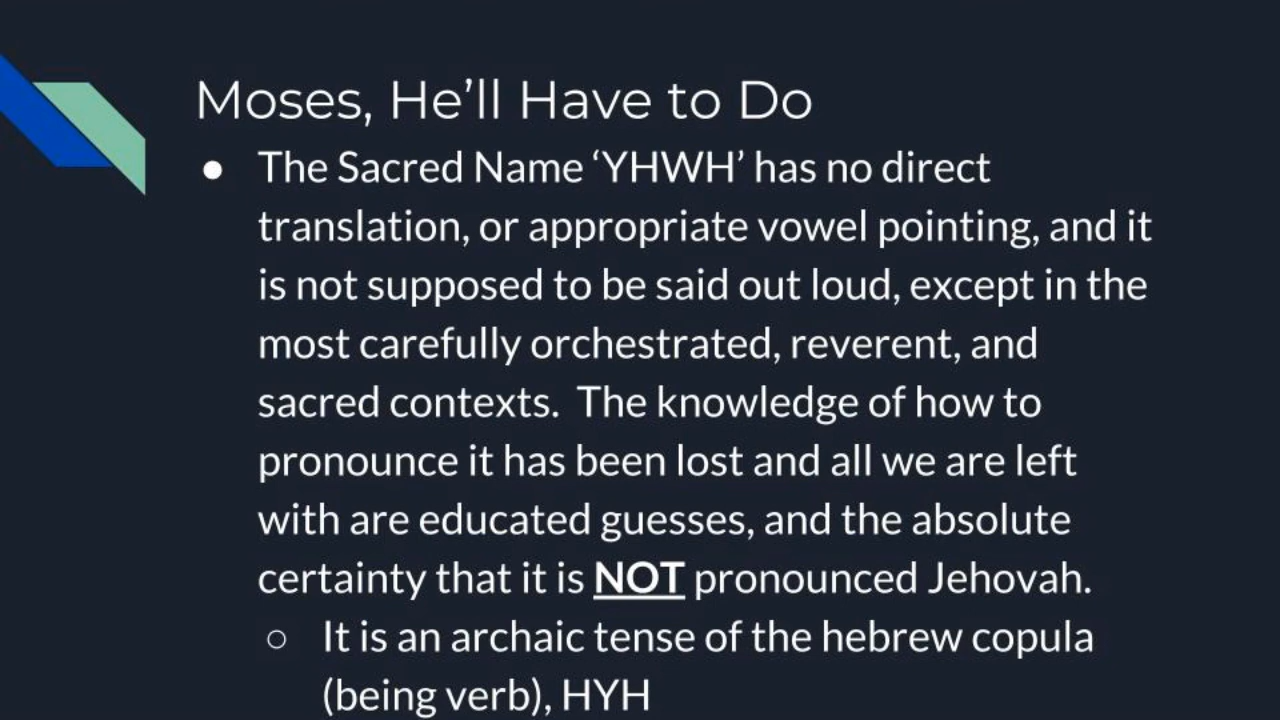 Moses, He’ll Have to Do
● The Sacred Name ‘YHWH’ has no direct
translation, or appropriate vowel pointing, and it
is not supposed to be said out loud, except in the
most carefully orchestrated, reverent, and
sacred contexts.  The knowledge of how to
pronounce it has been lost and all we are left
with are educated guesses, and the absolute
certainty that it is NOT pronounced Jehovah.
○ It is an archaic tense of the hebrew copula
(being verb), HYH